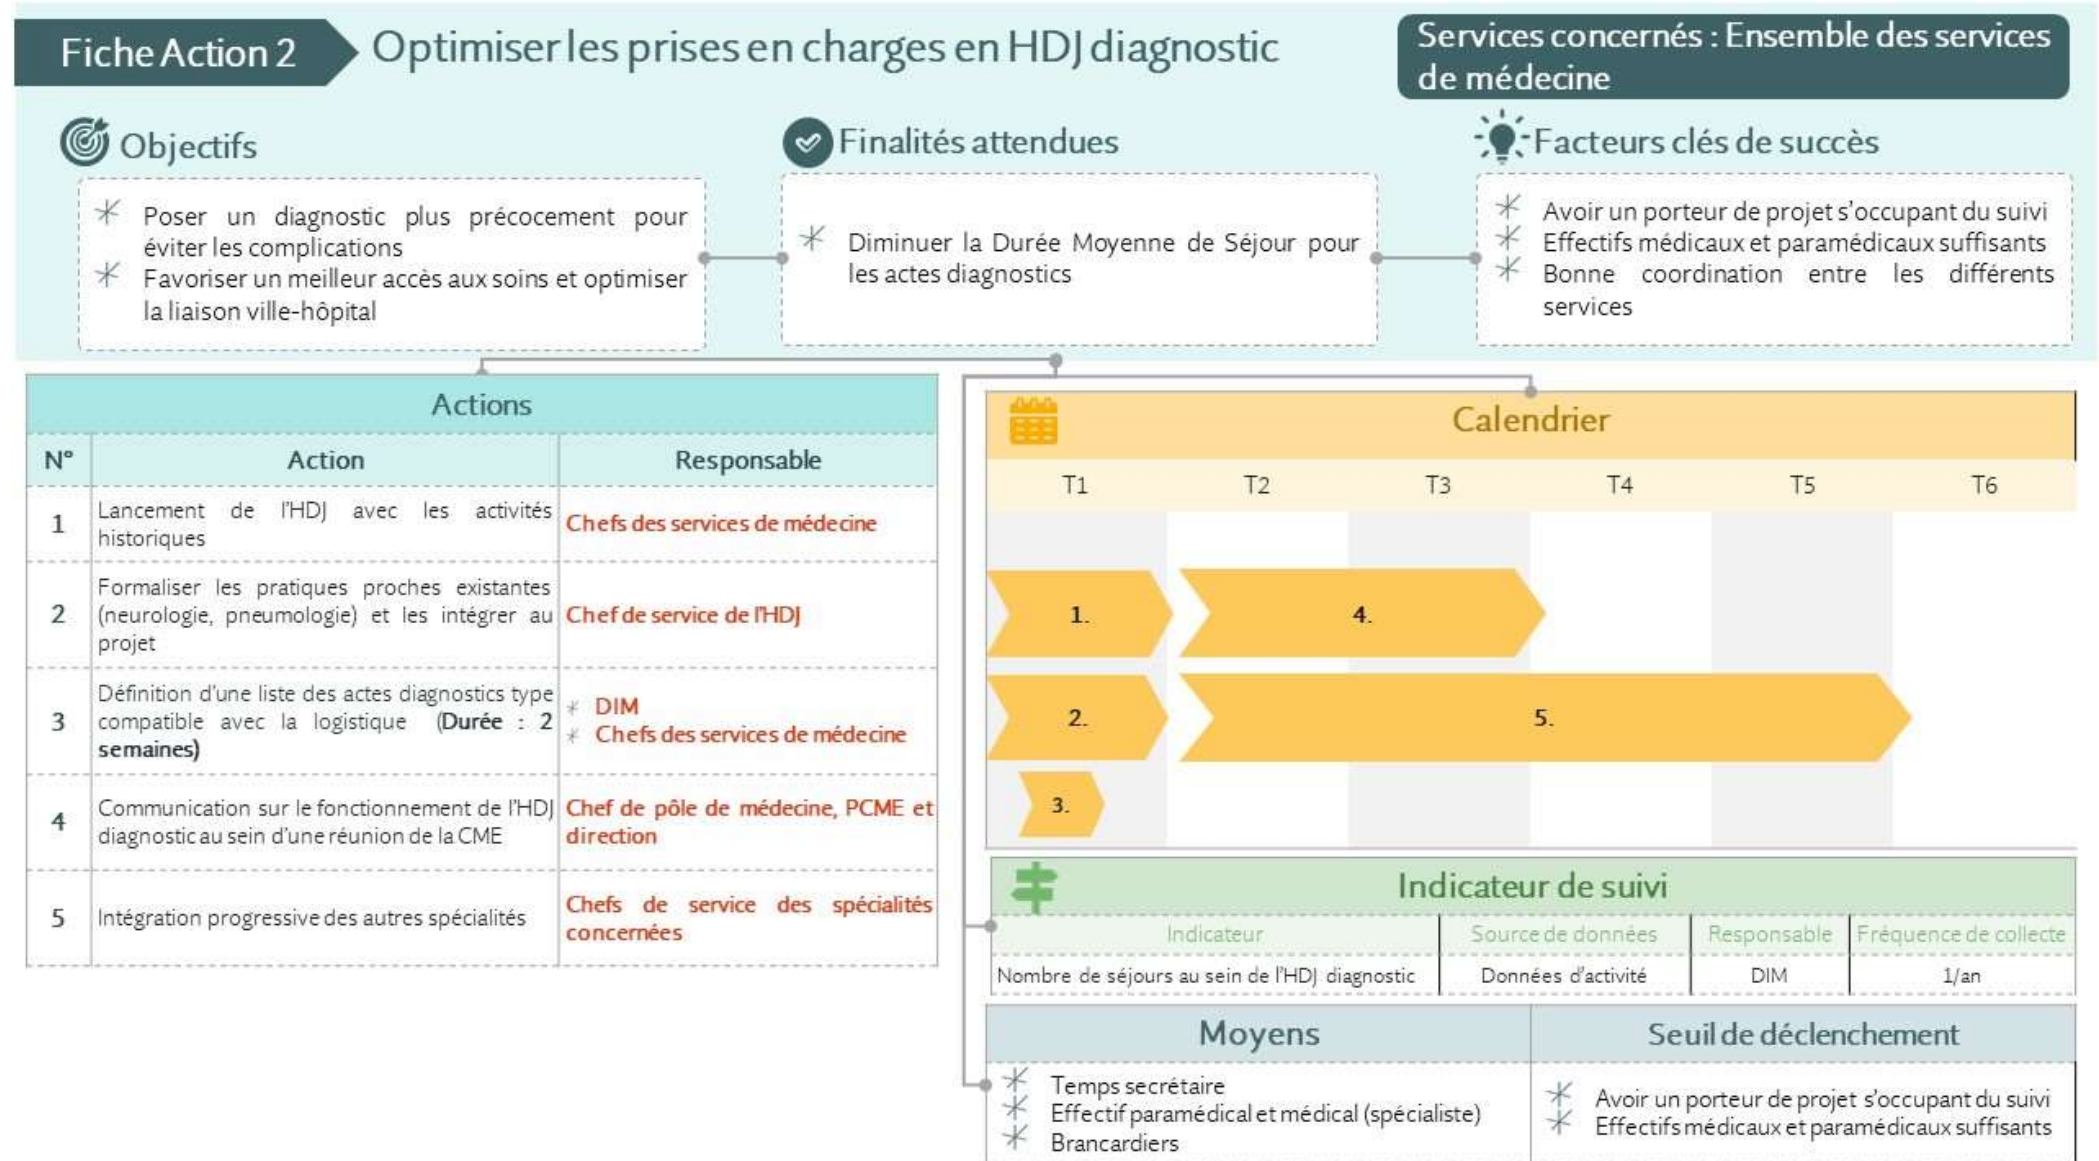 Fiche Action 2
Optimiser les prises en charges en HDJ diagnostic
Services concernés : Ensemble des services
de médecine
Objectifs
Poser un diagnostic plus précocement pour
éviter les complications
Favoriser un meilleur accès aux soins et optimiser
la liaison ville-hôpital
Finalités attendues
Diminuer la Durée Moyenne de Séjour pour
les actes diagnostics
Facteurs clés de succès
Avoir un porteur de projet s'occupant du suivi
Effectifs médicaux et paramédicaux suffisants
Bonne coordination entre les différents
services
Actions
N° Action Responsable
1
Lancement de l'HDJ avec les activités
historiques
Chefs des services de médecine
2
Formaliser les pratiques proches existantes
(neurologie, pneumologie) et les intégrer au
projet
Chef de service de l'HDJ
3
Définition d'une liste des actes diagnostics type
compatible avec la logistique (Durée : 2
semaines)
DIM
Chefs des services de médecine
4
Communication sur le fonctionnement de l'HDJ
diagnostic au sein d'une réunion de la CME
Chef de pôle de médecine, PCME et
direction
5
Intégration progressive des autres spécialités
Chefs de service des spécialités
concernées
Calendrier
T1 T2 T3 T4 T5 T6
1. 4.
2. 5.
3.
Indicateur de suivi
Indicateur Source de données Responsable Fréquence de collecte
Nombre de séjours au sein de l'HDJ diagnostic Données d'activité DIM 1/an
Moyens
Temps secrétaire
Effectif paramédical et médical (spécialiste)
Brancardiers
Seuil de déclenchement
Avoir un porteur de projet s'occupant du suivi
Effectifs médicaux et paramédicaux suffisants